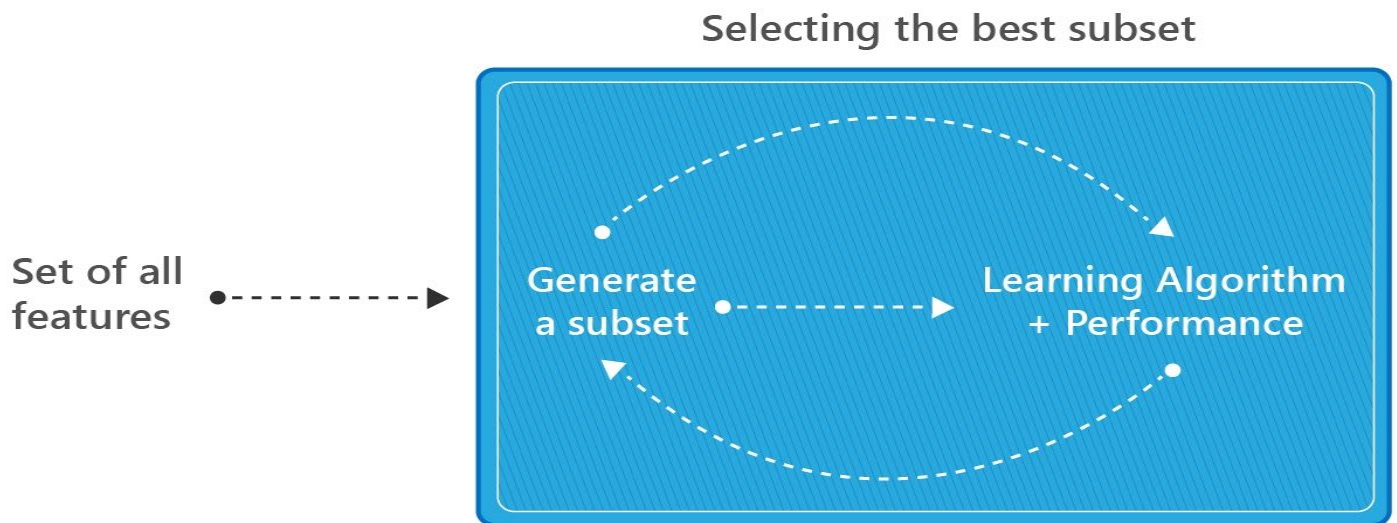 Selecting the best subset
Set of all
features
Generate
a subset
Learning Algorithm
+ Performance